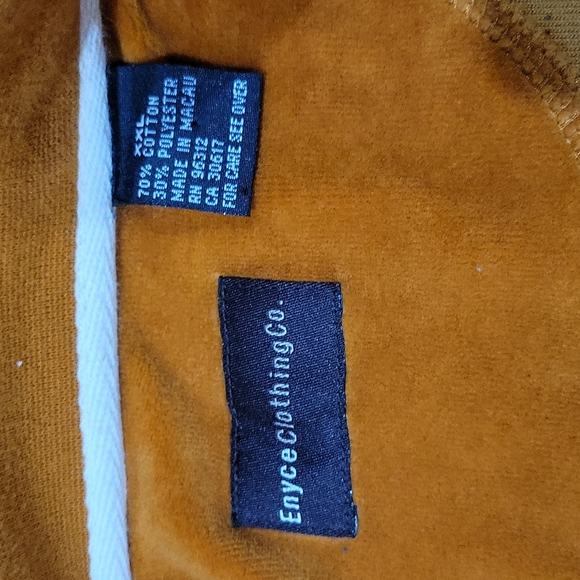 XXL
70% COTTON
30% POLYESTER
MADE IN MACAU
RN 96312
CA 30617
FOR CARE SEE OVER
EnyceClothingCo.